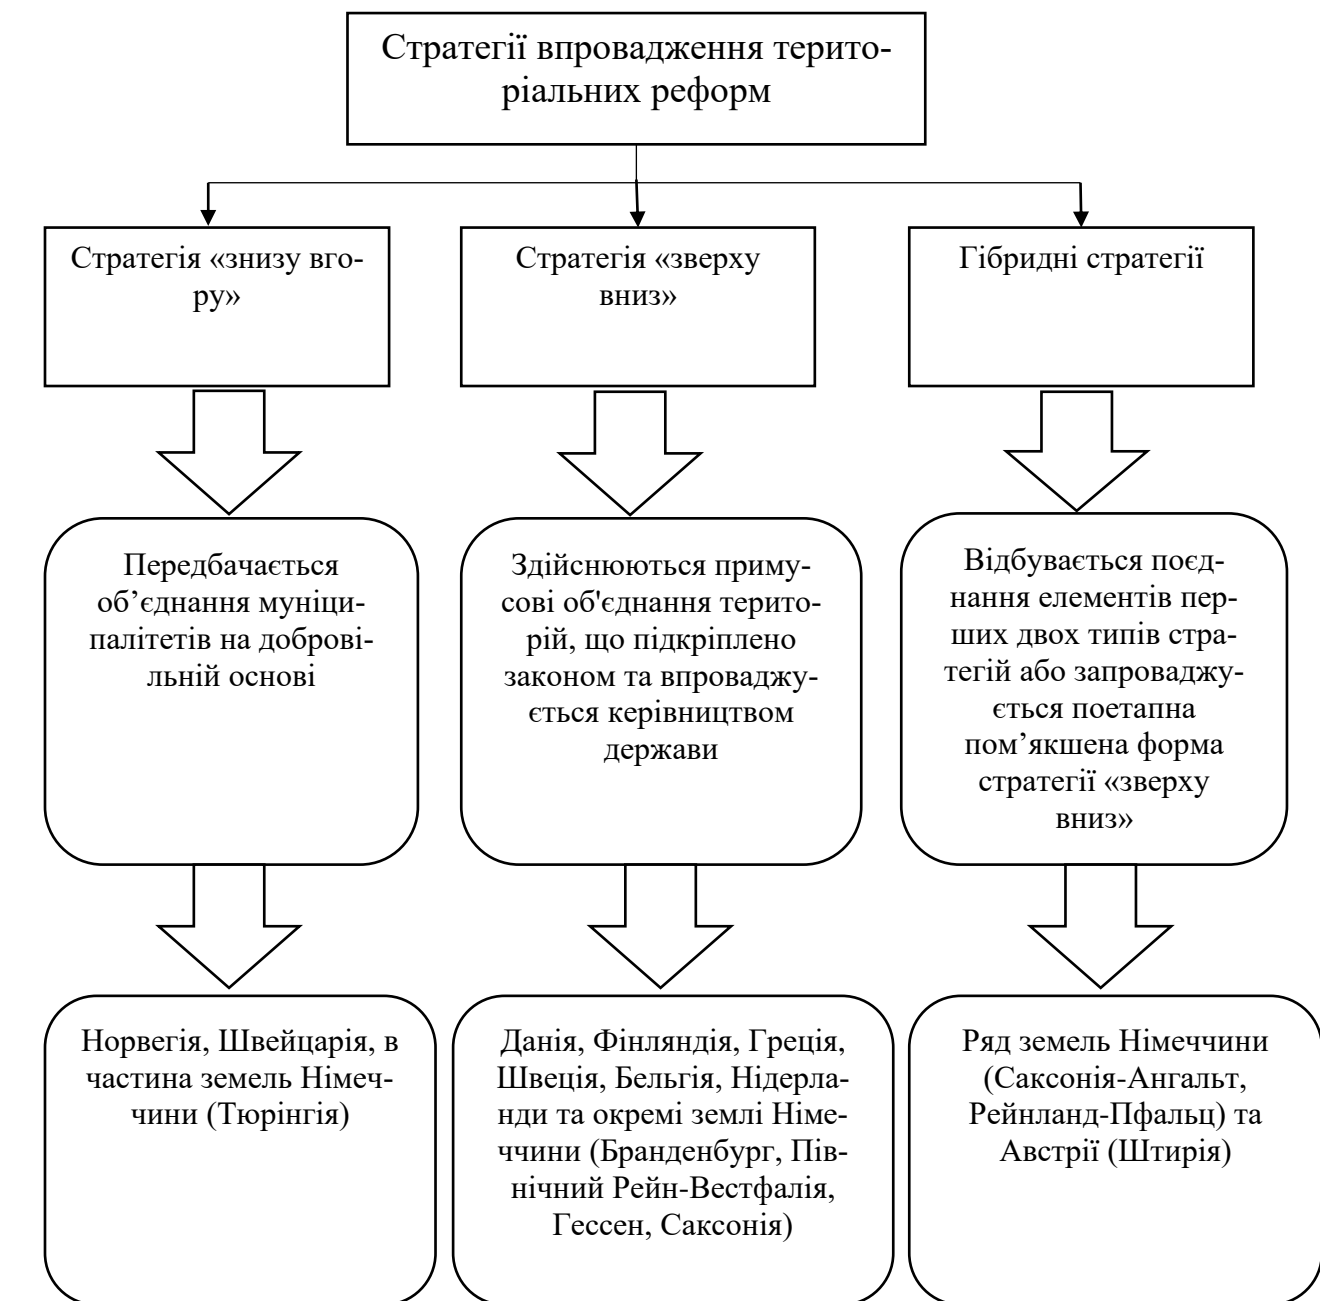 Стратегії впровадження терито-
ріальних реформ
Стратегія «знизу вго-
ру»
Стратегія «зверху
вниз»
Гібридні стратегії
Передбачається
об’єднання муніци-
палітетів на доброві-
льній основі
Здійснюються приму-
сові об'єднання терито-
рій, що підкріплено
законом та впроваджу-
ється керівництвом
держави
Відбувається поєд-
нання елементів пер-
ших двох типів стра-
тегій або запроваджу-
ється поетапна
пом’якшена форма
стратегії «зверху
вниз»
Норвегія, Швейцарія, в
частина земель Німеч-
чини (Тюрінгія)
Данія, Фінляндія, Греція,
Швеція, Бельгія, Нідерла-
нди та окремі землі Німе-
ччини (Бранденбург, Пів-
нічний Рейн-Вестфалія,
Гессен, Саксонія)
Ряд земель Німеччини
(Саксонія-Ангальт,
Рейнланд-Пфальц) та
Австрії (Штирія)